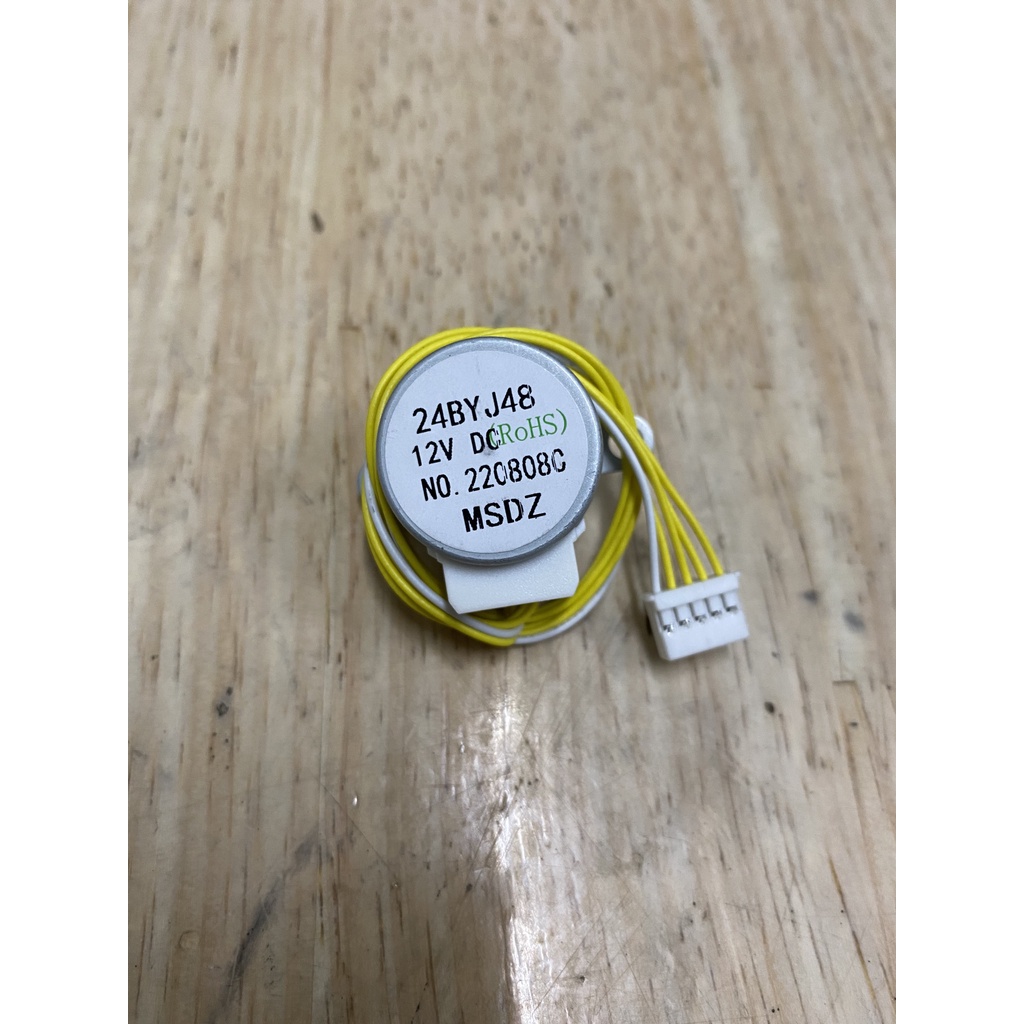 24BYJ48
12V DC(RoHS)
NO.220808C
MSDZ